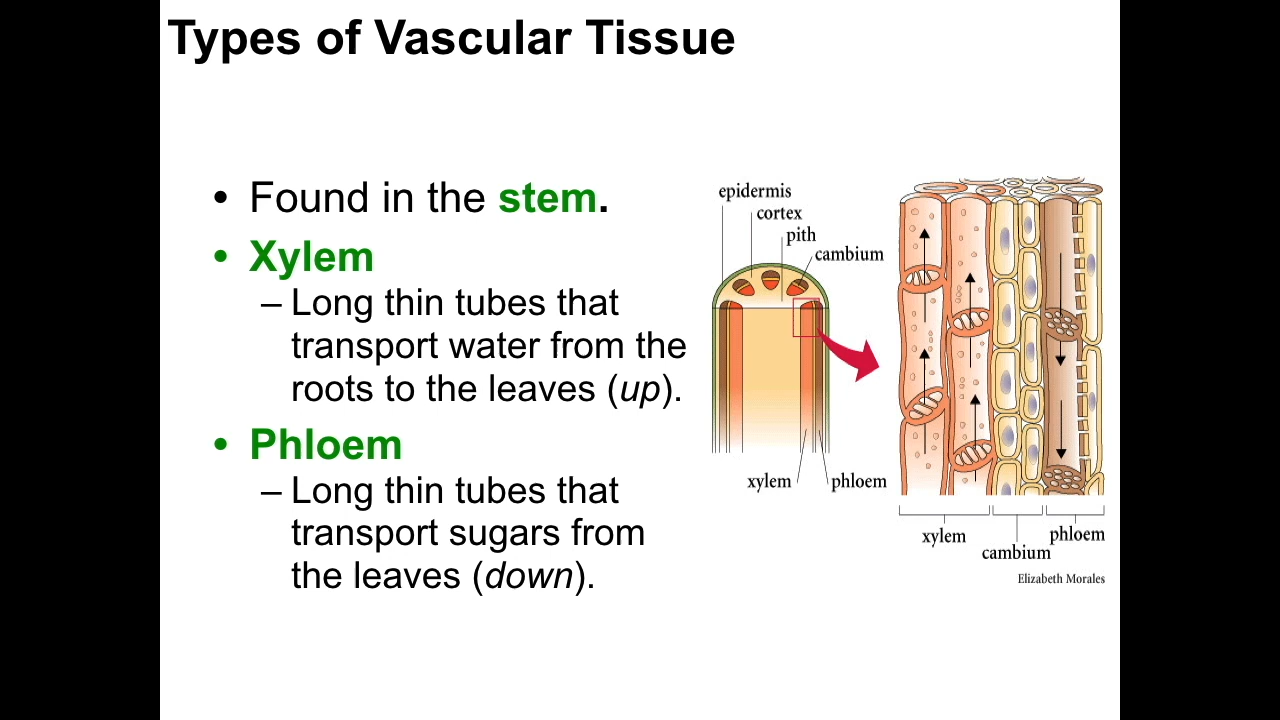 Types of Vascular Tissue
• Found in the stem.
• Xylem
– Long thin tubes that
transport water from the
roots to the leaves (up).
• Phloem
– Long thin tubes that
transport sugars from
the leaves (down).
epidermis
cortex
pith
cambium
xylem
phloem
xylem
cambium
phloem
Elizabeth Morales